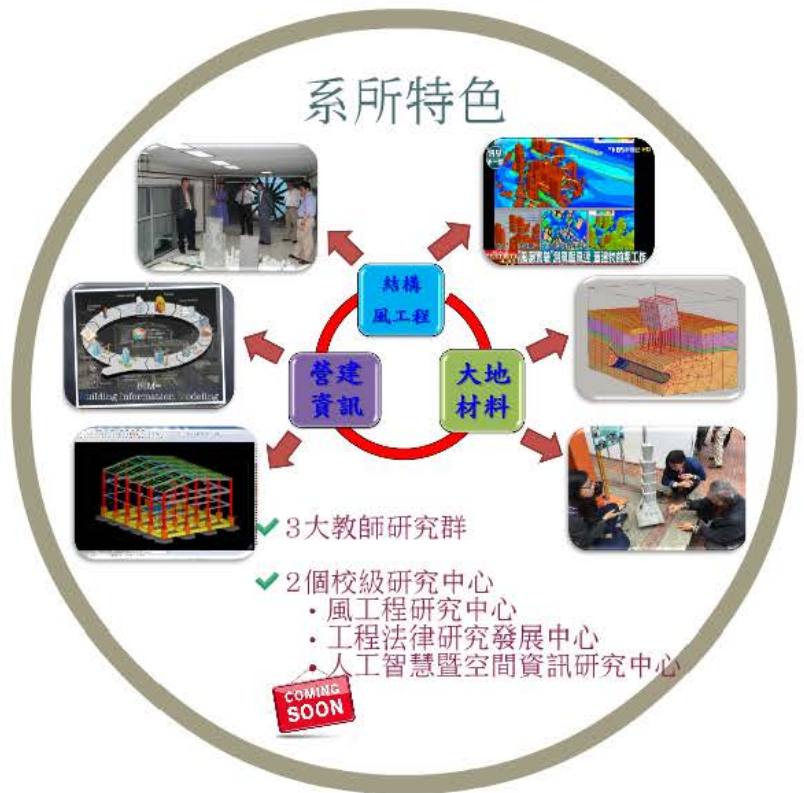 系所特色
結構
風工程
營建
資訊
大地
材料
BIM=
Building Information Modeling
3大教師研究群
2個校級研究中心
・風工程研究中心
・工程法律研究發展中心
・人工智慧暨空間資訊研究中心
COMING
SOON